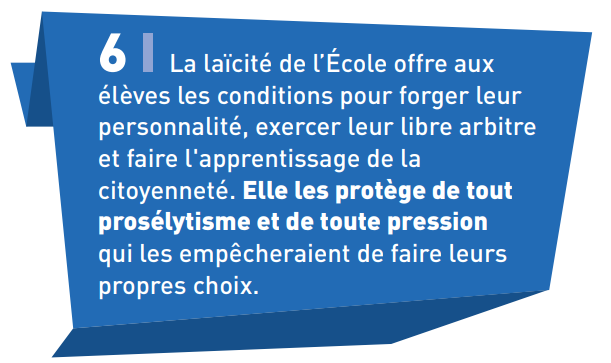 6 | La laïcité de l’École offre aux
élèves les conditions pour forger leur
personnalité, exercer leur libre arbitre
et faire l'apprentissage de la
citoyenneté. Elle les protège de tout
prosélytisme et de toute pression
qui les empêcheraient de faire leurs
propres choix.